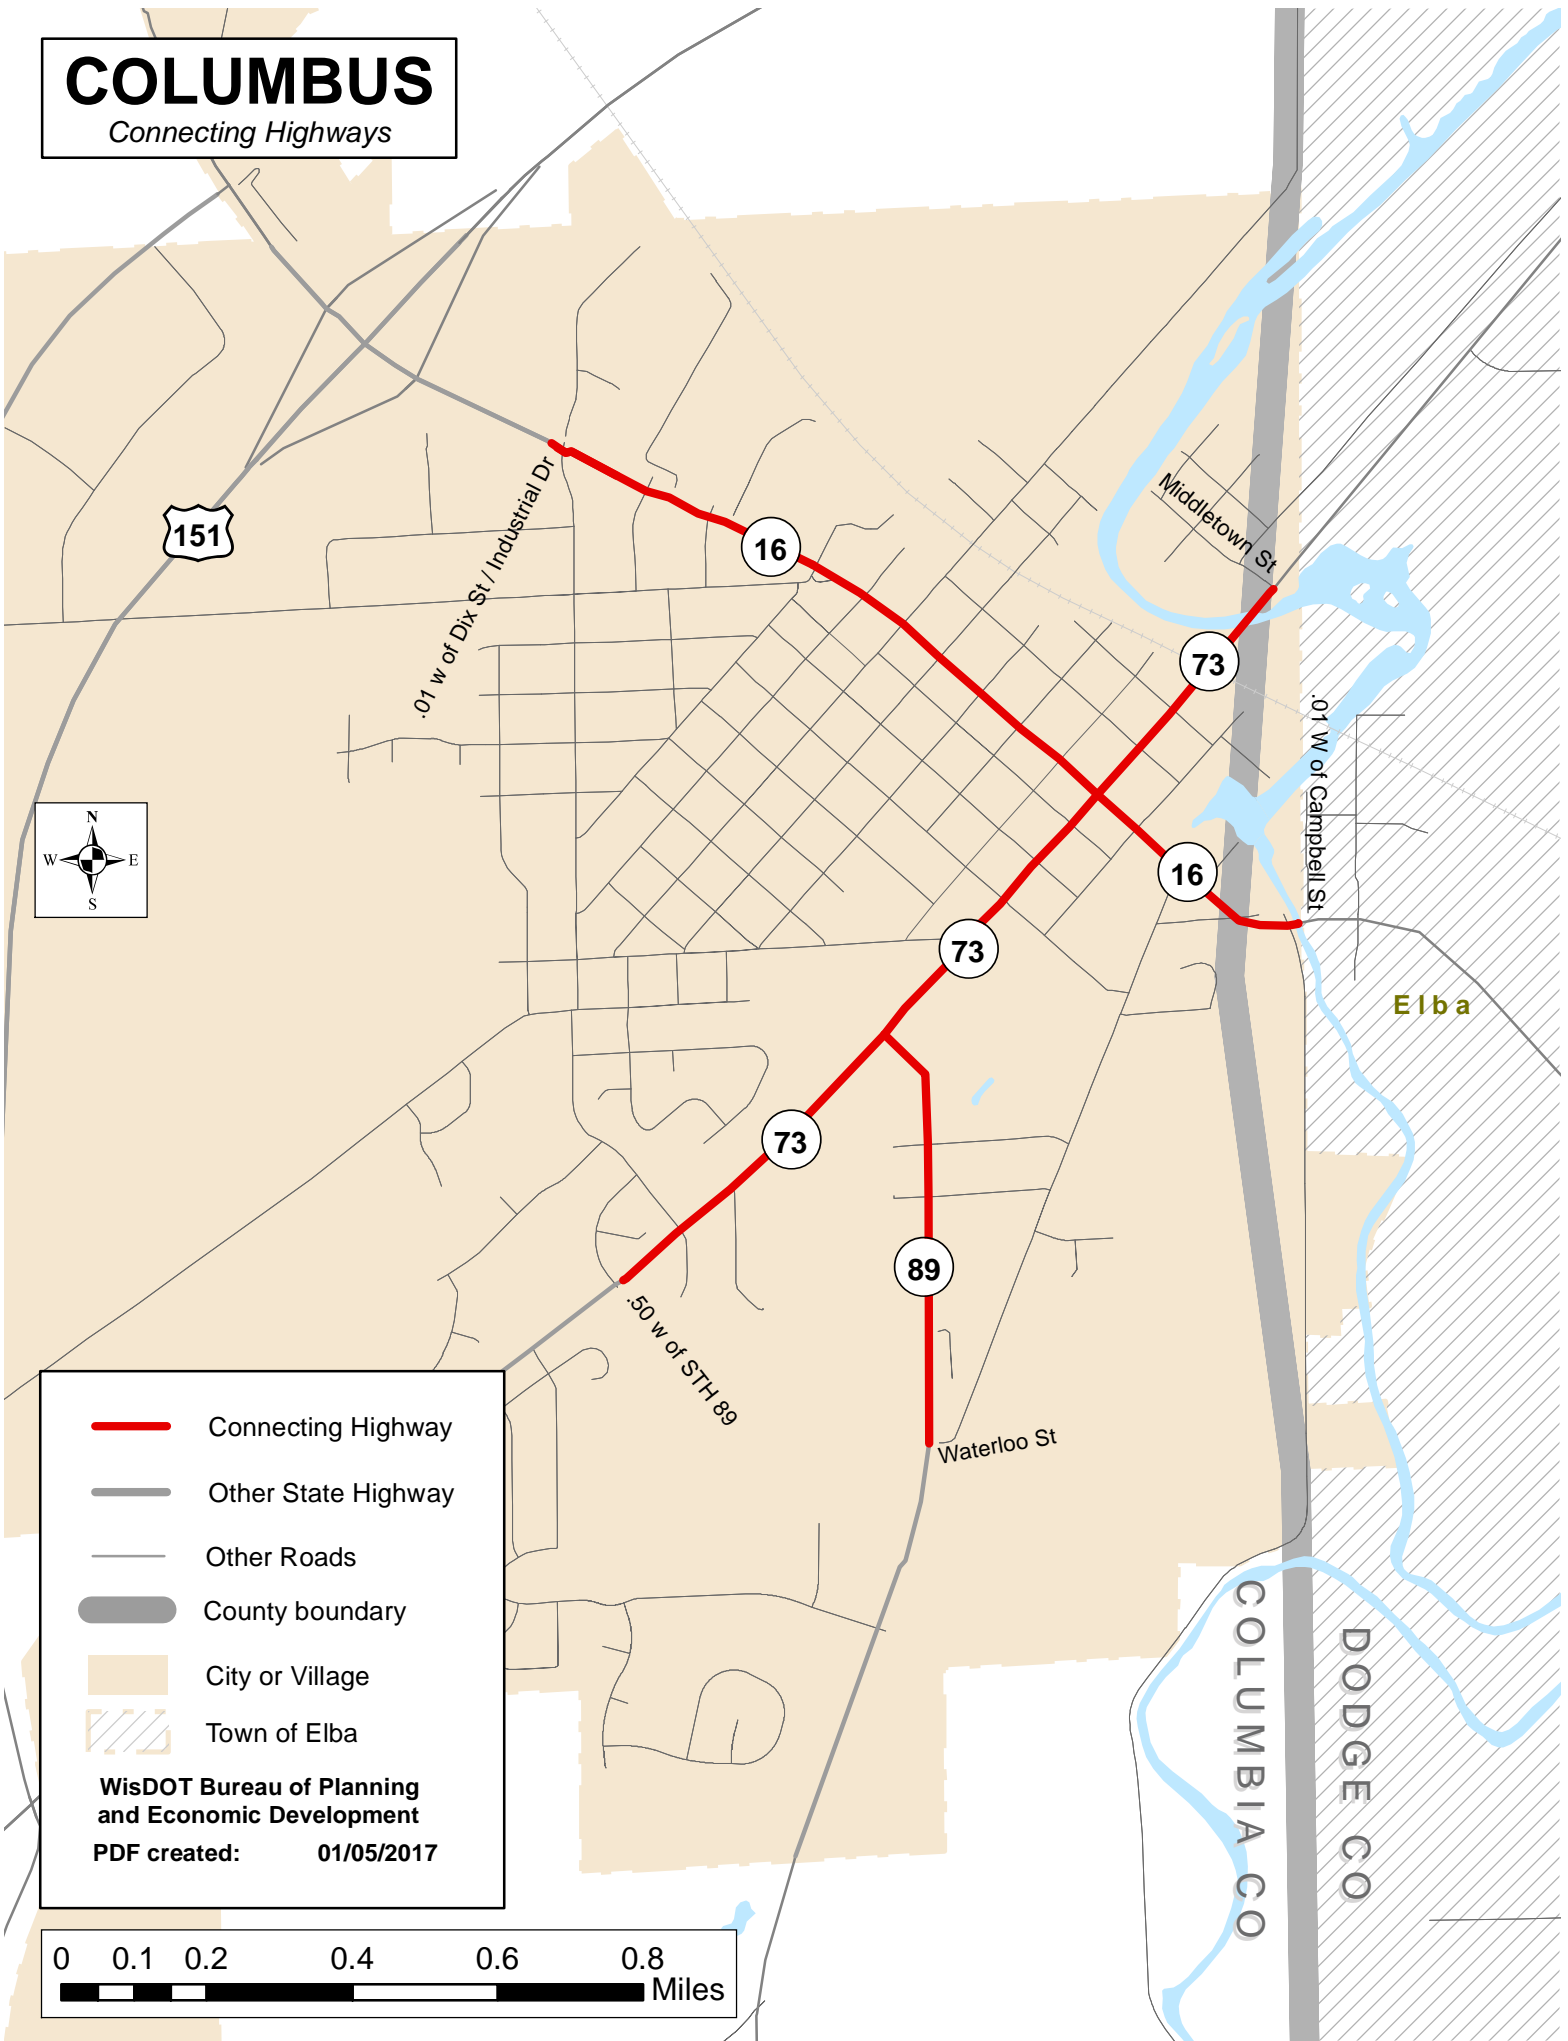 COLUMBUS
Connecting Highways
151
.01 w of Dix St / Industrial Dr
16
Middletown St
73
.01 W of Campbell St
N
W E
S
16
73
Elba
73
89
.50 w of STH 89
Waterloo St
Connecting Highway
Other State Highway
Other Roads
County boundary
City or Village
Town of Elba
WisDOT Bureau of Planning
and Economic Development
PDF created: 01/05/2017
COLUMBIA CO
DODGE CO
0 0.1 0.2 0.4 0.6 0.8
Miles